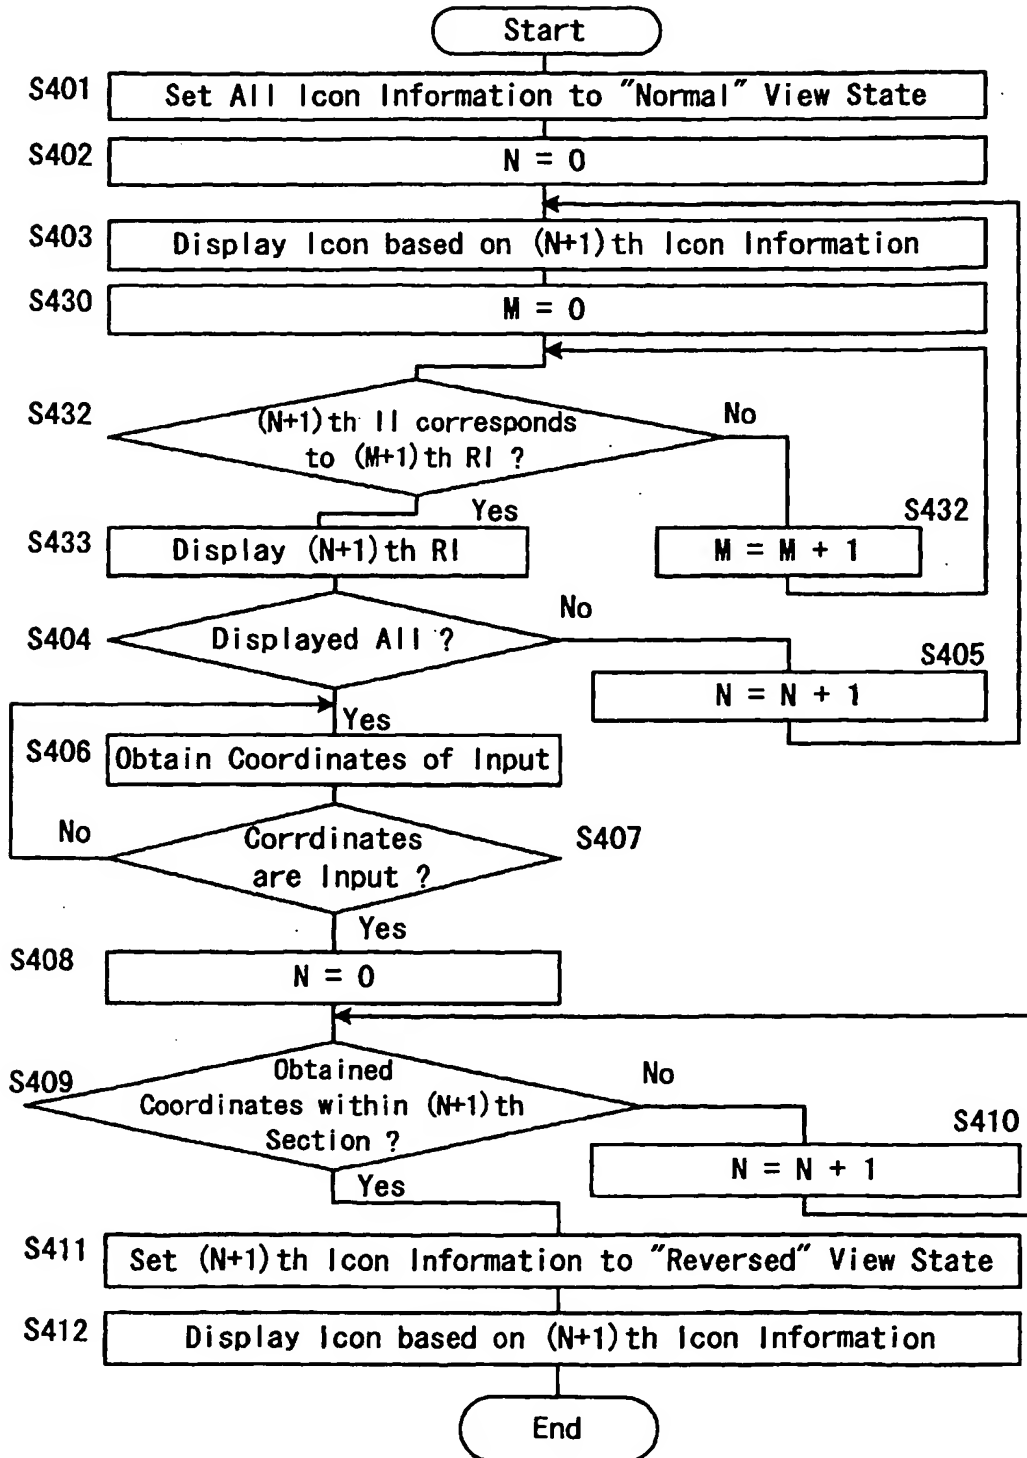 Start
S401
Set All Icon Information to "Normal" View State
S402
N = 0
S403
Display Icon based on (N+1)th Icon Information
S430
M = 0
S432
(N+1)th II corresponds
to (M+1)th RI ?
No
Yes
S433
Display (N+1)th RI
S432
M = M + 1
S404
Displayed All ?
No
S405
N = N + 1
Yes
S406
Obtain Coordinates of Input
No
Corrdinates
are Input ?
S407
Yes
S408
N = 0
S409
Obtained
Coordinates within (N+1)th
Section ?
No
S410
N = N + 1
Yes
S411
Set (N+1)th Icon Information to "Reversed" View State
S412
Display Icon based on (N+1)th Icon Information
End